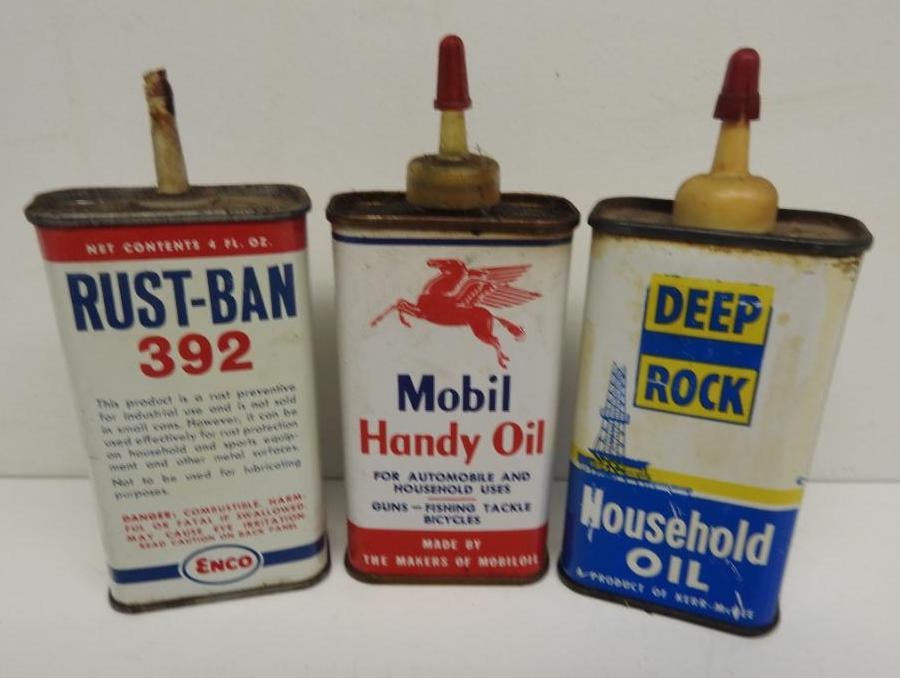 NET CONTENTS 4 FL. OZ.
RUST-BAN
392
This product is a rust preventive
for industrial use and is not sold
in small cans. However, it can be
used effectively for rust protection
on household and sports equip-
ment and other metal surfaces.
Not to be used for lubricating
purposes.
DANGER: COMBUSTIBLE. HARM-
FUL OR FATAL IF SWALLOWED.
MAY CAUSE EYE IRRITATION.
READ CAUTION ON BACK PANEL
ENCO
Mobil
Handy Oil
FOR AUTOMOBILE AND
HOUSEHOLD USES
GUNS - FISHING TACKLE
BICYCLES
MADE BY
THE MAKERS OF MOBILOIL
DEEP
ROCK
Household
OIL
A PRODUCT OF KERR-McGEE